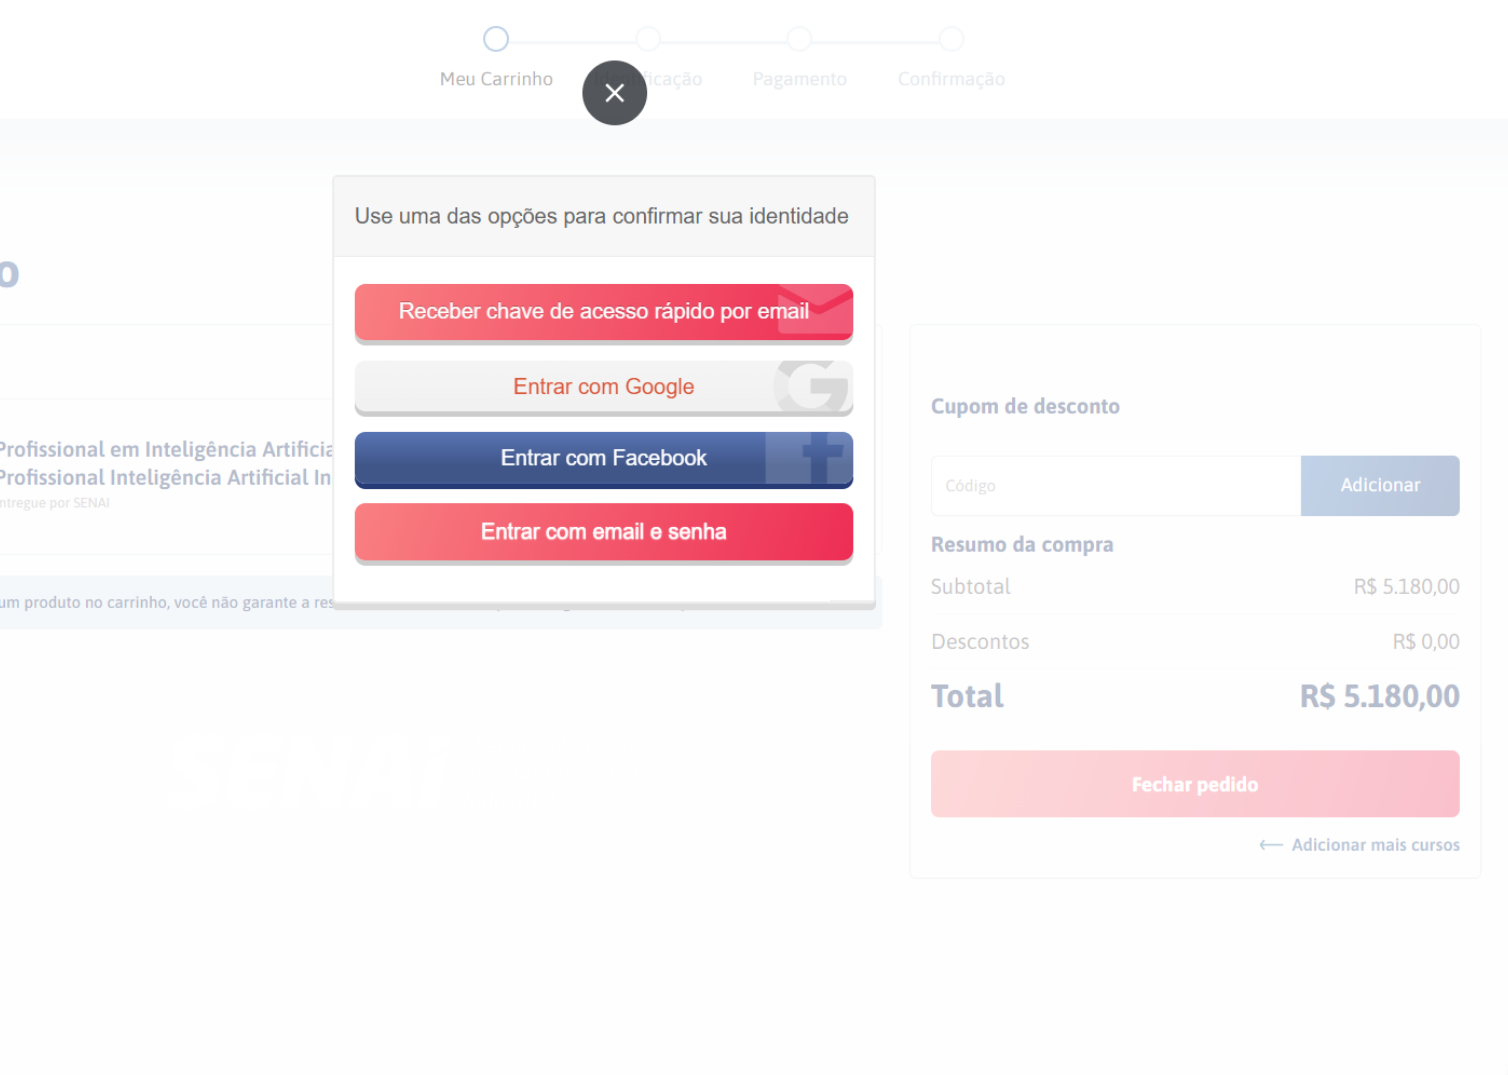 Meu Carrinho
Pagamento
Confirmação
Use uma das opções para confirmar sua identidade
o
Receber chave de acesso rápido por email
Entrar com Google
Entrar com Facebook
Entrar com email e senha
Profissional em Inteligência Artificia
Profissional Inteligência Artificial In
ntregue por SENAI
um produto no carrinho, você não garante a res
Cupom de desconto
Código
Adicionar
Resumo da compra
Subtotal R$ 5.180,00
Descontos R$ 0,00
Total R$ 5.180,00
Fechar pedido
← Adicionar mais cursos